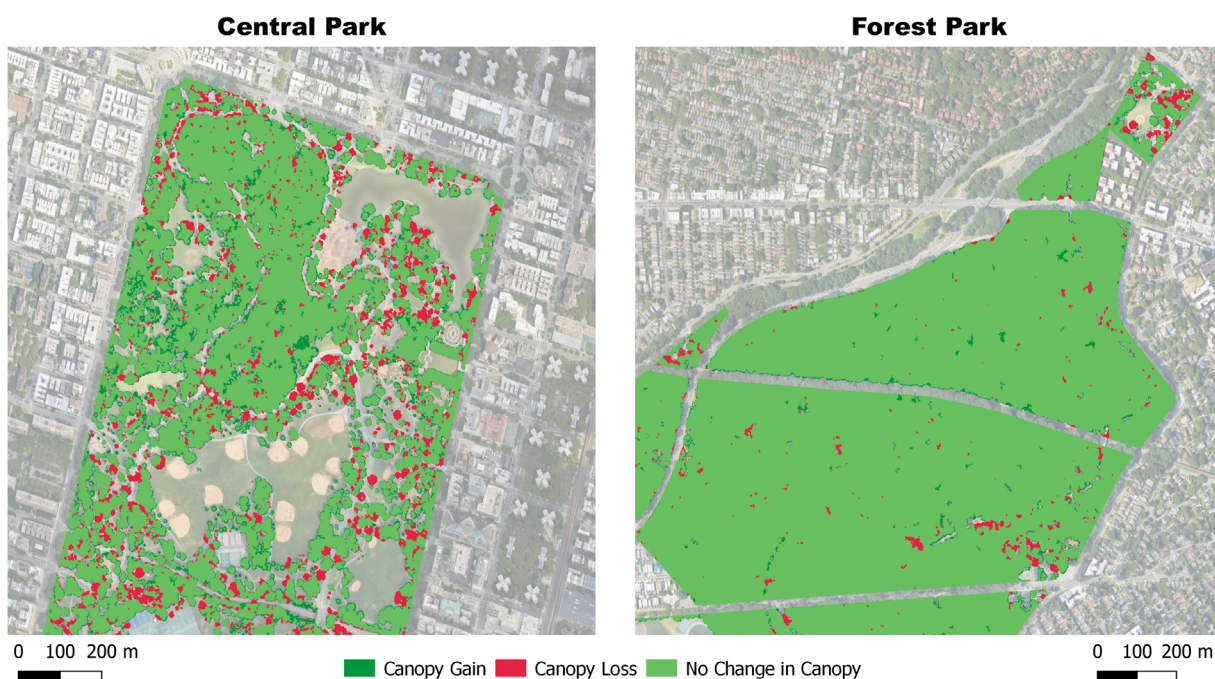 Central Park
Forest Park
0 100 200 m
Canopy Gain
Canopy Loss
No Change in Canopy
0 100 200 m